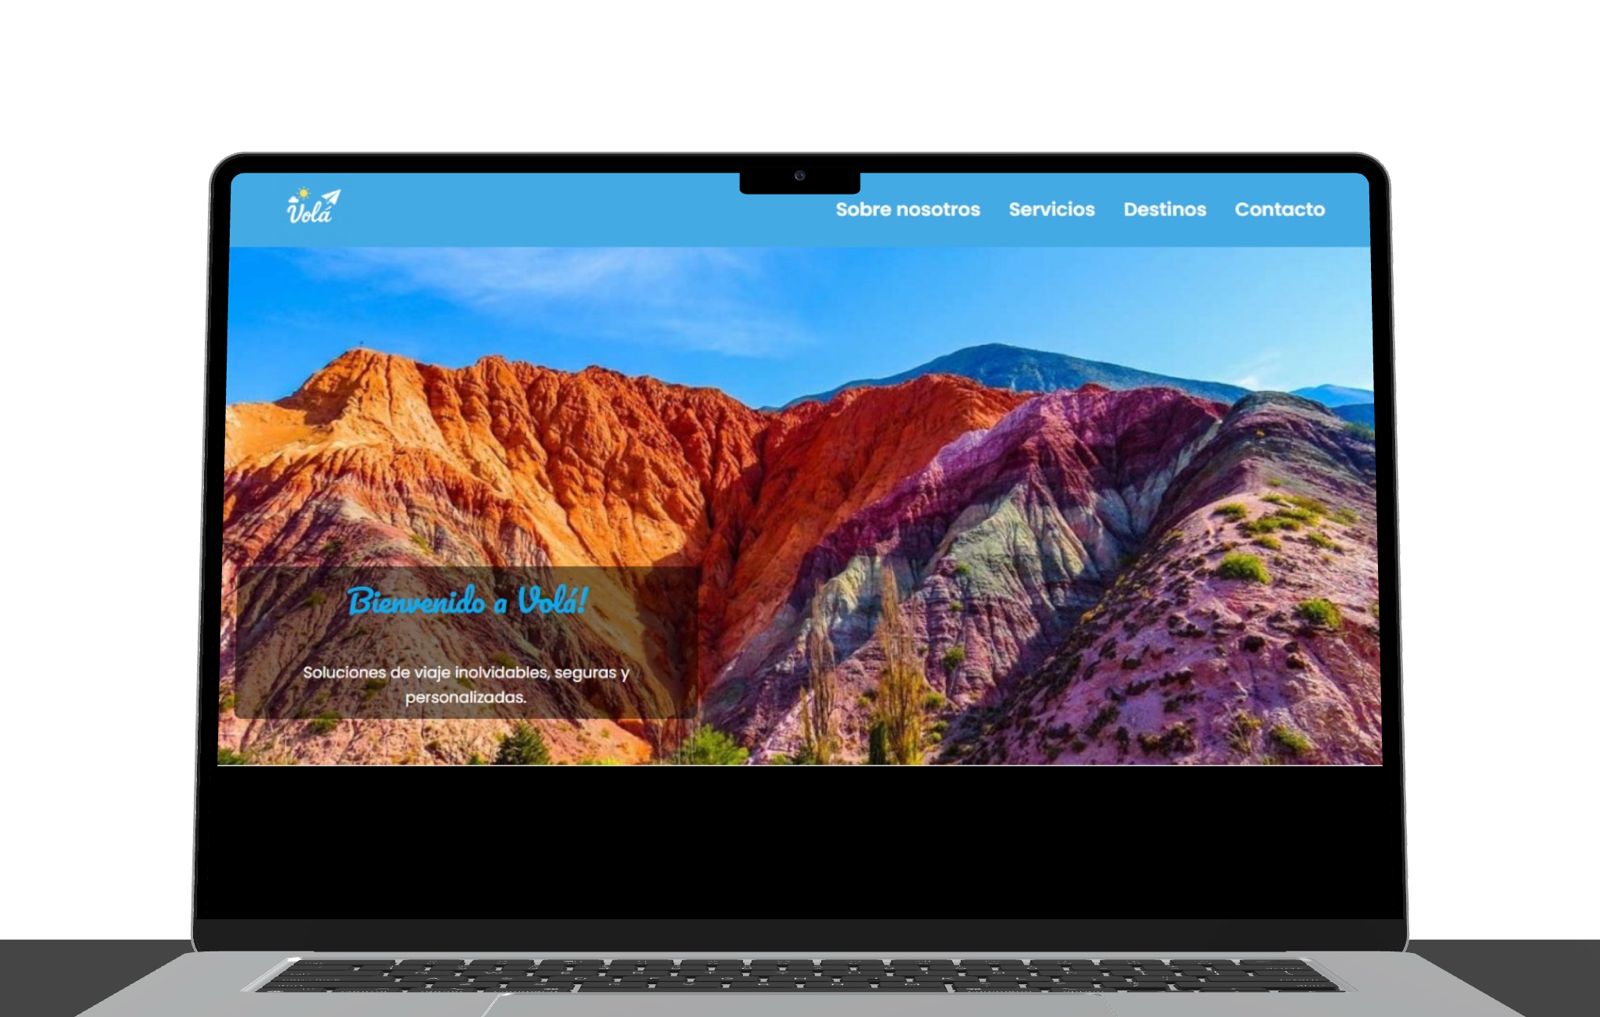 Volá
Sobre nosotros Servicios Destinos Contacto
Bienvenido a Volá!
Soluciones de viaje inolvidables, seguras y
personalizadas.